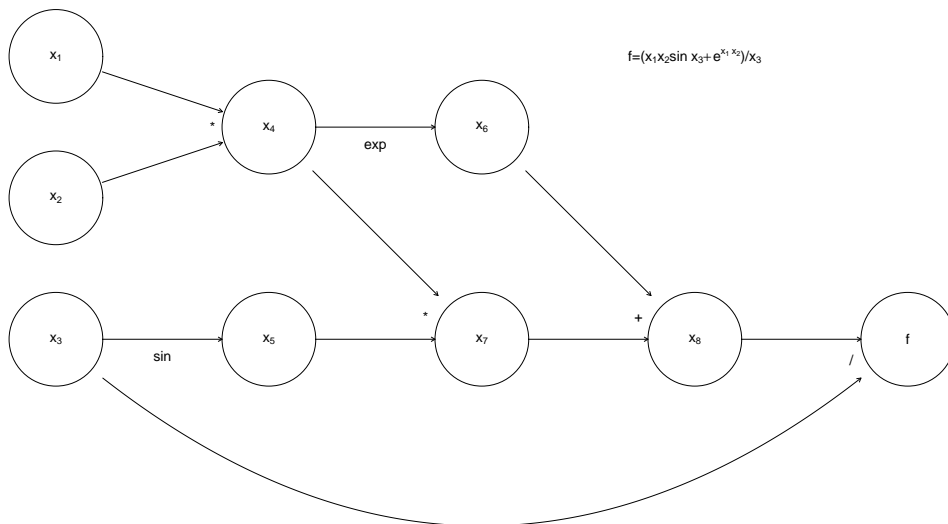 x₁
f=(x₁x₂sin x₃+e^{x₁ x₂})/x₃
*
x₄
exp
x₆
x₂
x₃
sin
x₅
*
x₇
+
x₈
/
f